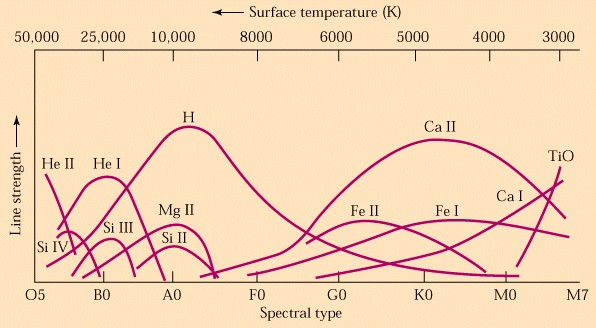 ← Surface temperature (K)
50,000 25,000 10,000 8000 6000 5000 4000 3000
H
Ca II
He II He I TiO
Ca I
Mg II Fe II Fe I
Si III
Si IV Si II
Line strength →
O5 B0 A0 F0 G0 K0 M0 M7
Spectral type